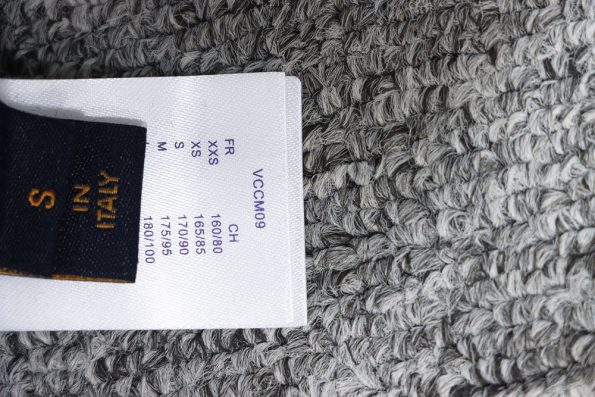 VCCM09
FR CH
XXS 160/80
XS 165/85
S 170/90
M 175/95
180/100
S
IN
ITALY